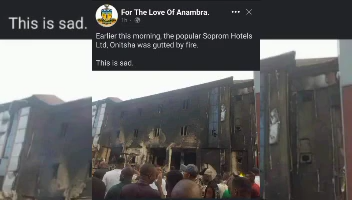 This is sad.
For The Love Of Anambra.
Earlier this morning, the popular Soprom Hotels
Ltd, Onitsha was gutted by fire.
This is sad.